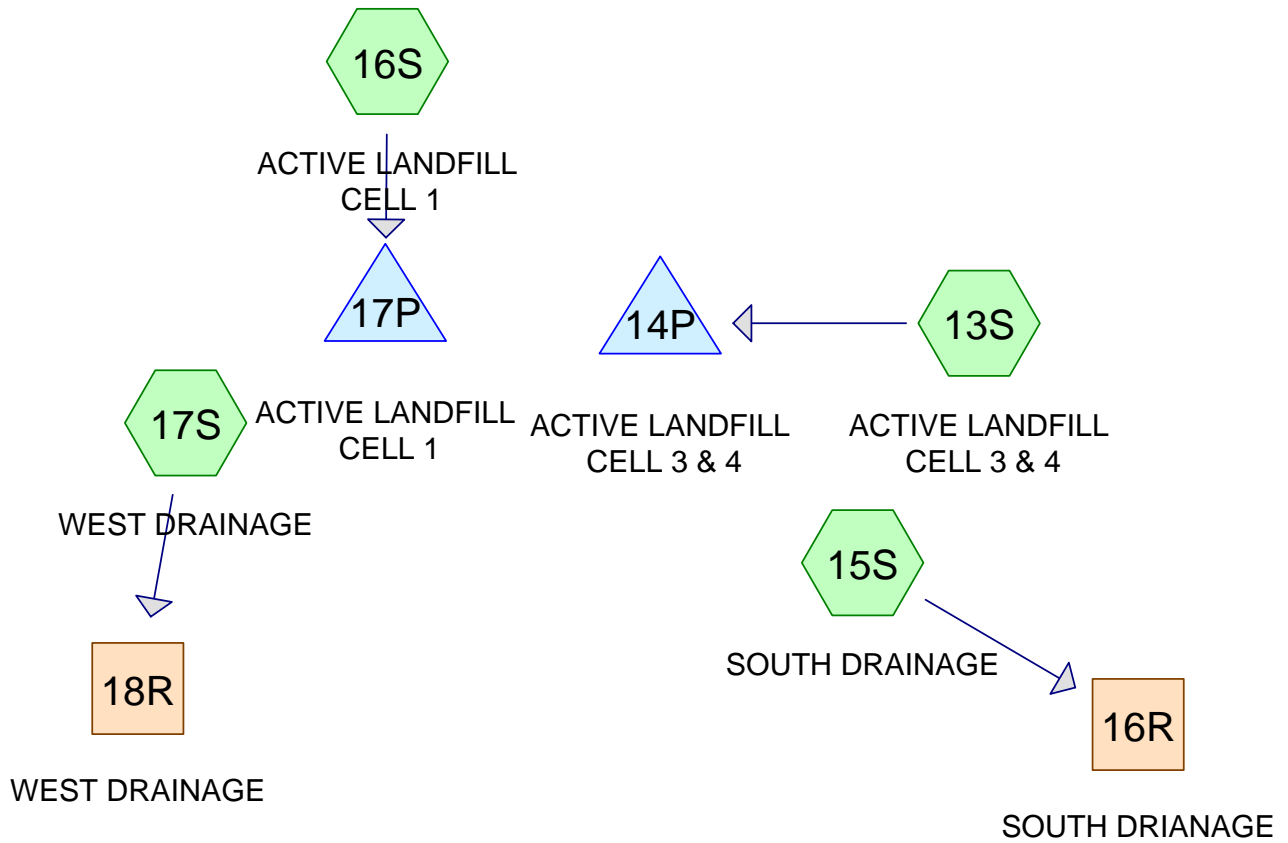 16S
ACTIVE LANDFILL
CELL 1
17P
ACTIVE LANDFILL
CELL 1
14P
ACTIVE LANDFILL
CELL 3 & 4
13S
ACTIVE LANDFILL
CELL 3 & 4
17S
WEST DRAINAGE
15S
SOUTH DRAINAGE
18R
WEST DRAINAGE
16R
SOUTH DRIANAGE